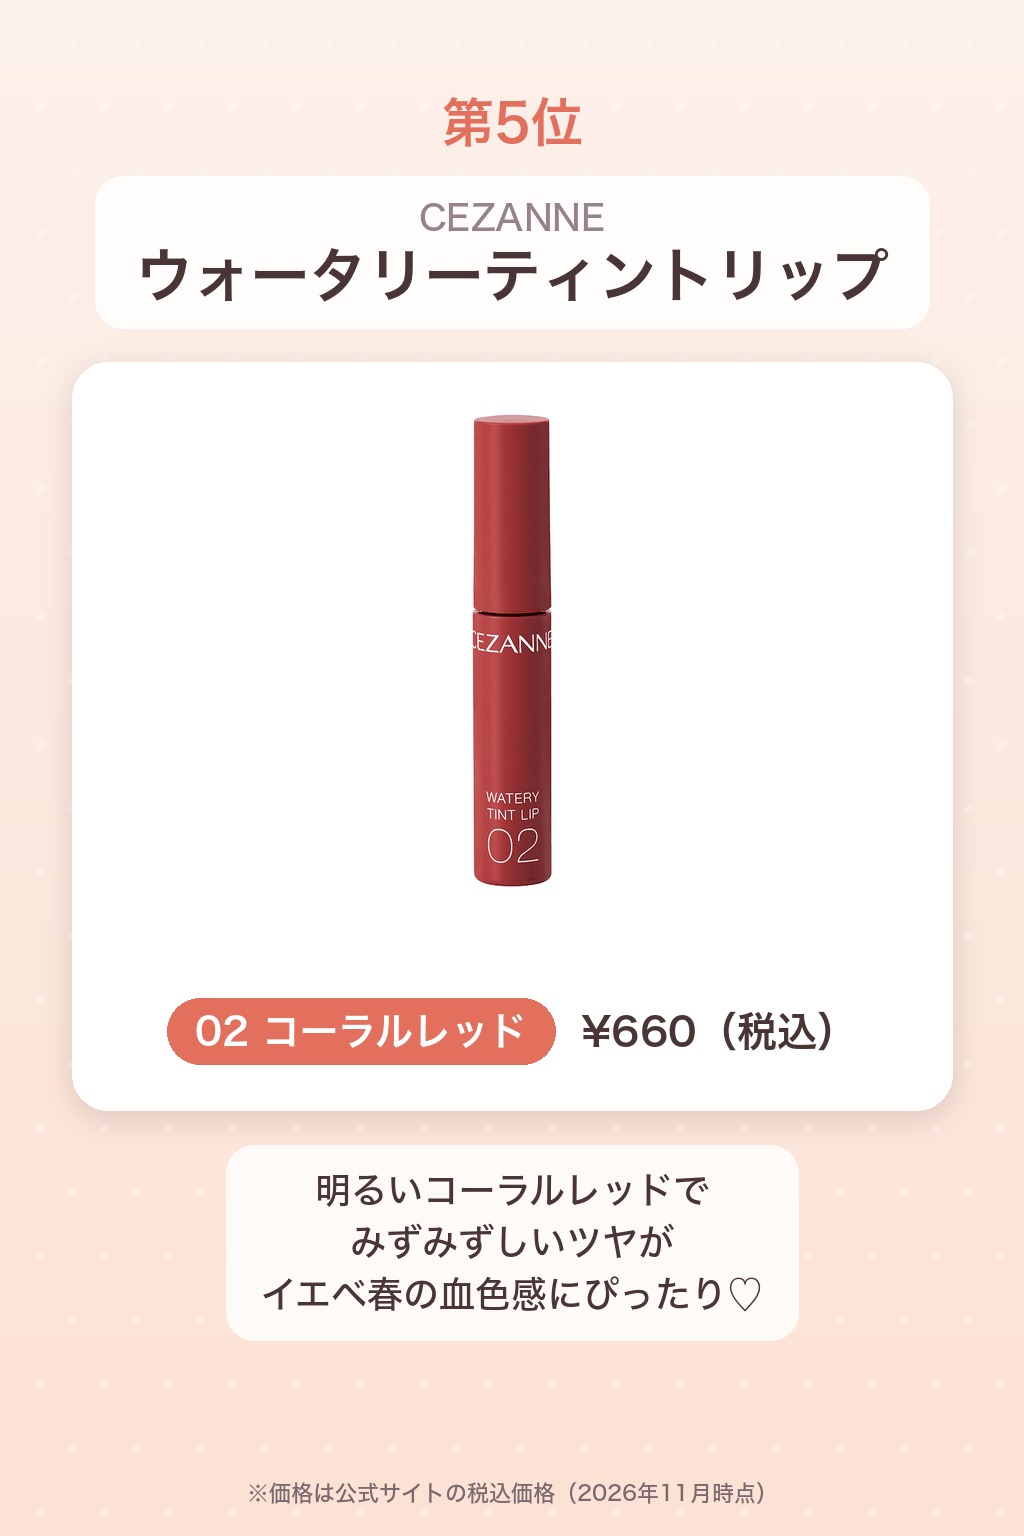 第5位
CEZANNE
ウォータリーティントリップ
CEZANNE
WATERY
TINT LIP
02
02 コーラルレッド ¥660（税込）
明るいコーラルレッドで
みずみずしいツヤが
イエベ春の血色感にぴったり♡
※価格は公式サイトの税込価格（2026年11月時点）